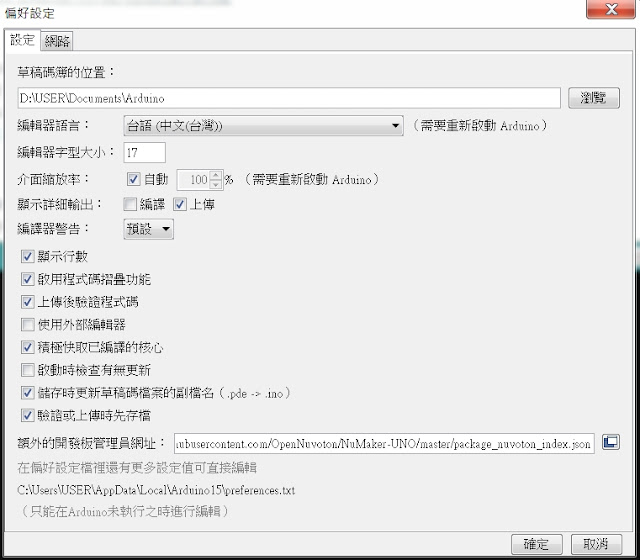 偏好設定
設定 網路
草稿碼簿的位置：
D:\USER\Documents\Arduino 瀏覽
編輯器語言： 台語 (中文(台灣)) （需要重新啟動 Arduino）
編輯器字型大小： 17
介面縮放率： 自動 100 % （需要重新啟動 Arduino）
顯示詳細輸出： 編譯 上傳
編譯器警告： 預設
顯示行數
啟用程式碼摺疊功能
上傳後驗證程式碼
使用外部編輯器
積極快取已編譯的核心
啟動時檢查有無更新
儲存時更新草稿碼檔案的副檔名（.pde -> .ino）
驗證或上傳時先存檔
額外的開發板管理員網址： ubusercontent.com/OpenNuvoton/NuMaker-UNO/master/package_nuvoton_index.json
在偏好設定檔裡還有更多設定值可直接編輯
C:\Users\USER\AppData\Local\Arduino15\preferences.txt
（只能在Arduino未執行之時進行編輯）
確定 取消